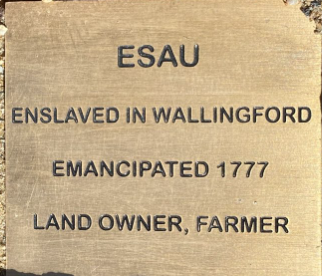 ESAU
ENSLAVED IN WALLINGFORD
EMANCIPATED 1777
LAND OWNER, FARMER